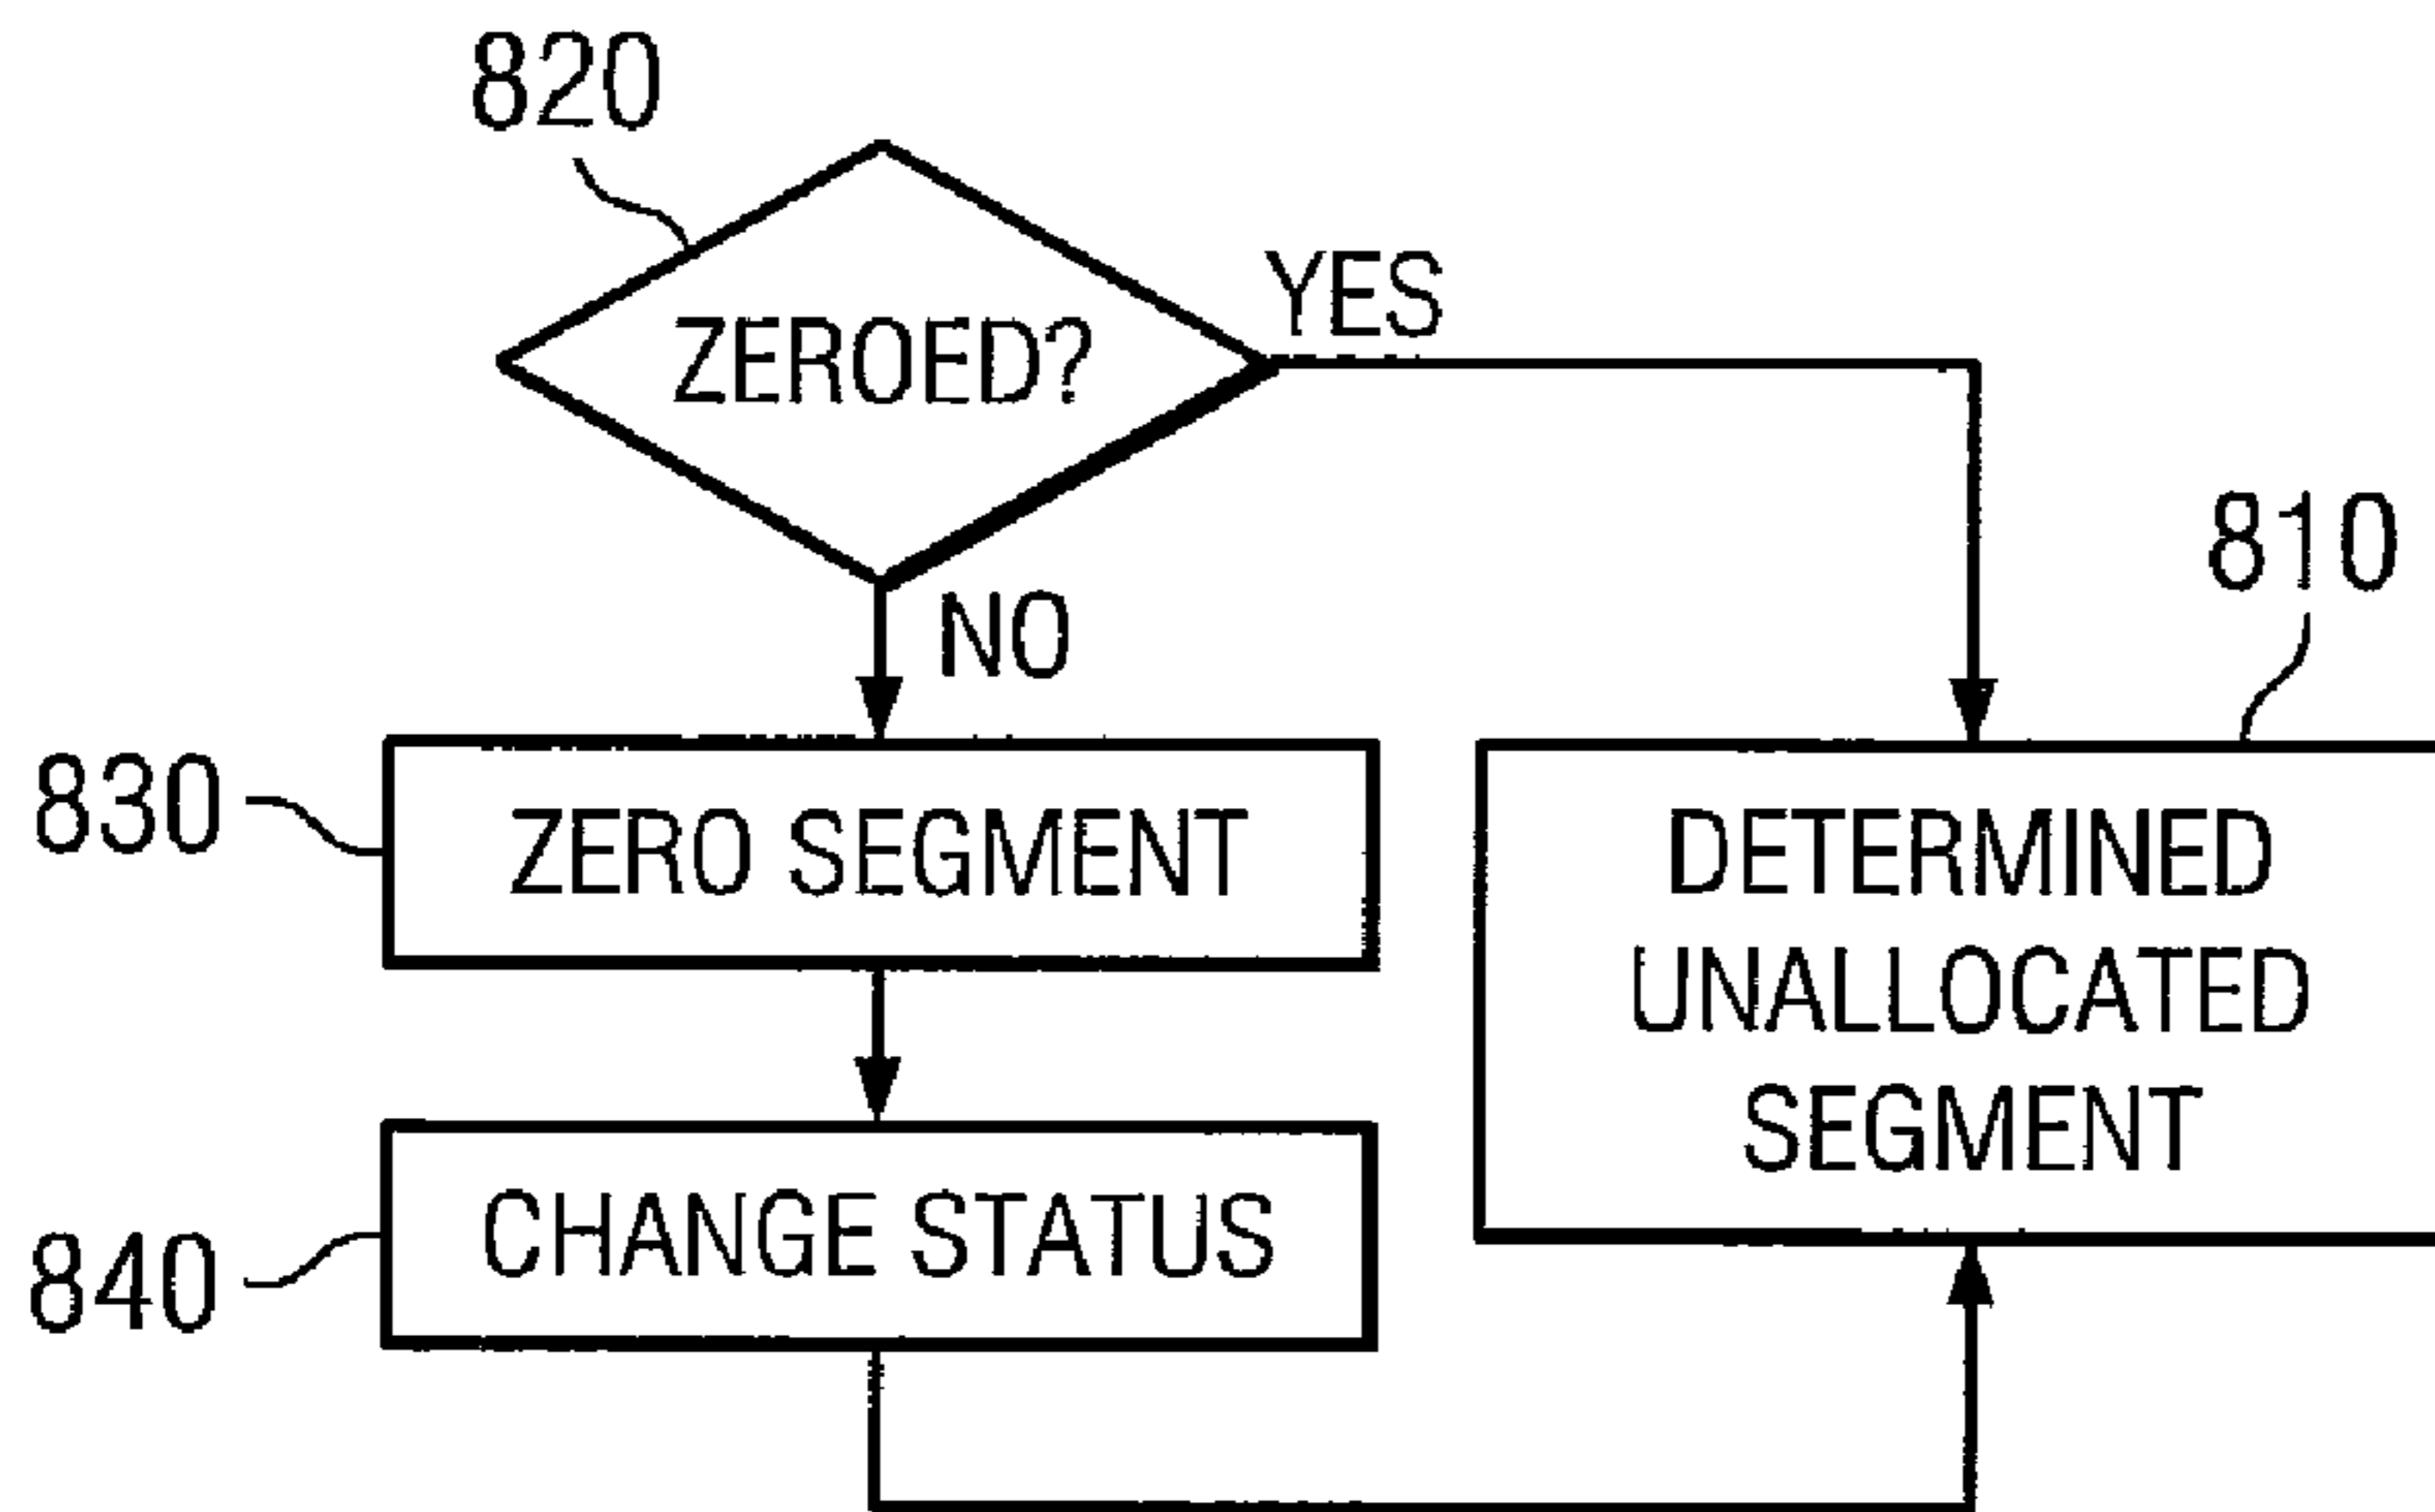 820
ZEROED?
YES
NO
810
830
ZERO SEGMENT
DETERMINED
UNALLOCATED
SEGMENT
840
CHANGE STATUS